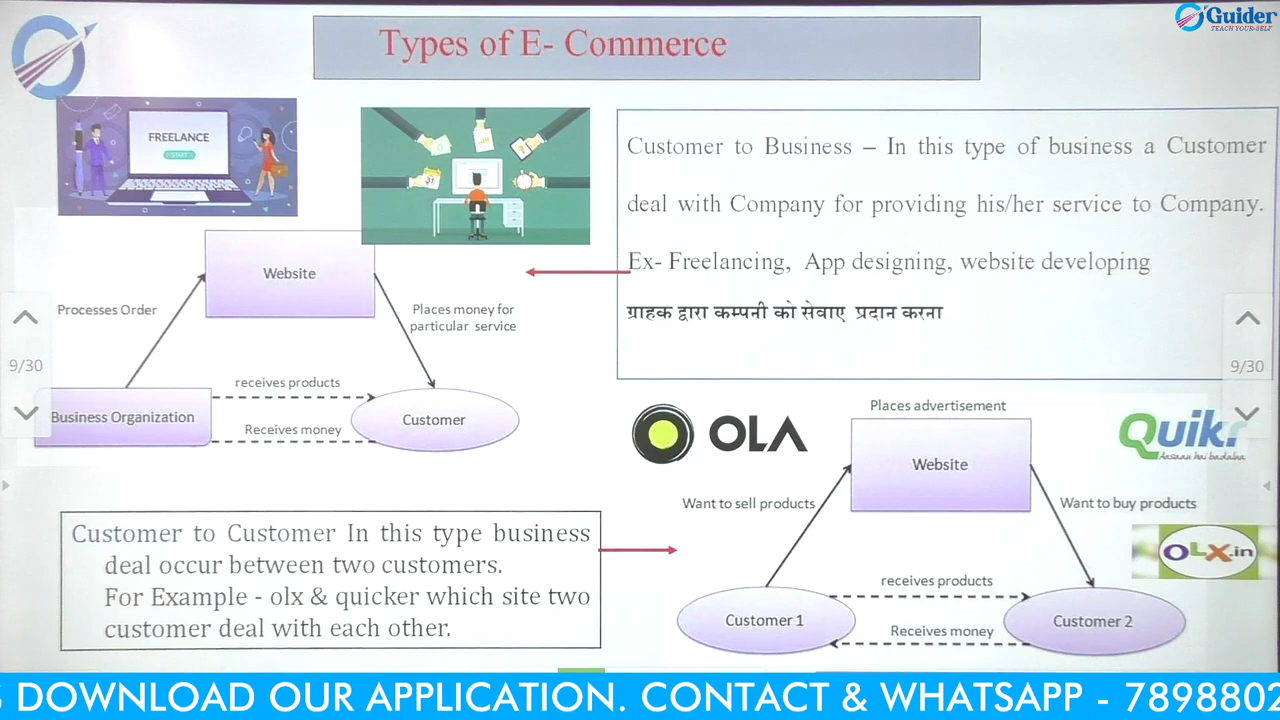 Guider
TEACH YOUR-SELF
Types of E- Commerce
FREELANCE
START
Customer to Business – In this type of business a Customer
deal with Company for providing his/her service to Company.
Ex- Freelancing, App designing, website developing
ग्राहक द्वारा कम्पनी को सेवाए प्रदान करना
Website
Processes Order
Places money for
particular service
9/30
9/30
receives products
Business Organization
Customer
Receives money
Places advertisement
OLA
Quikr
Aasaan hai badalna
Website
Want to sell products
Want to buy products
OLX.in
Customer to Customer In this type business
deal occur between two customers.
For Example - olx & quicker which site two
customer deal with each other.
receives products
Customer 1
Customer 2
Receives money
S DOWNLOAD OUR APPLICATION. CONTACT & WHATSAPP - 7898802